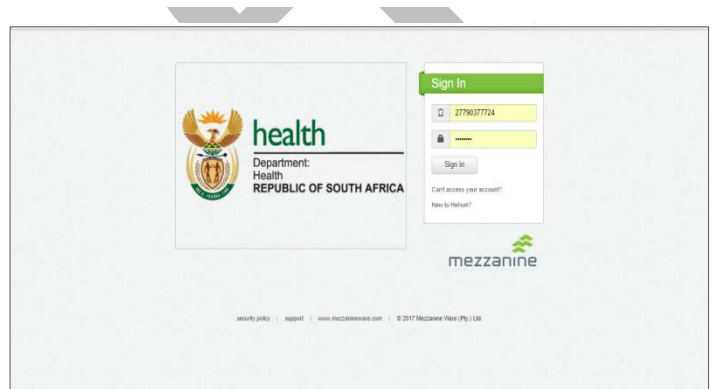 Sign In
27790377724
Sign in
Can't access your account?
New to Helium?
health
Department:
Health
REPUBLIC OF SOUTH AFRICA
mezzanine
security policy | support | www.mezzanineware.com | © 2017 Mezzanine Ware (Pty.) Ltd.